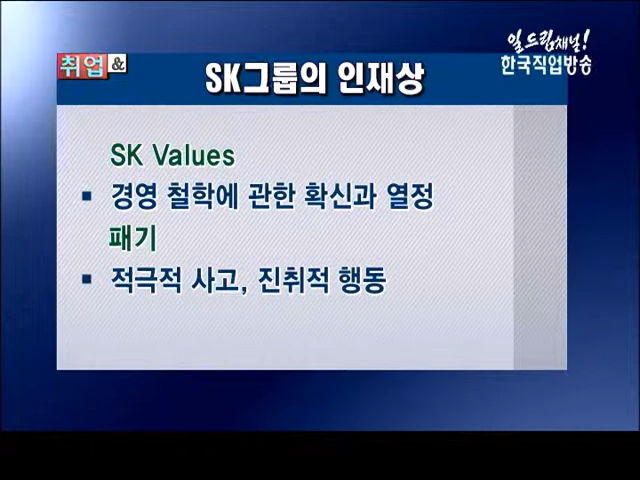 일 드림 채널!
한국직업방송
취업&
SK그룹의 인재상
SK Values
▪ 경영 철학에 관한 확신과 열정
패기
▪ 적극적 사고, 진취적 행동